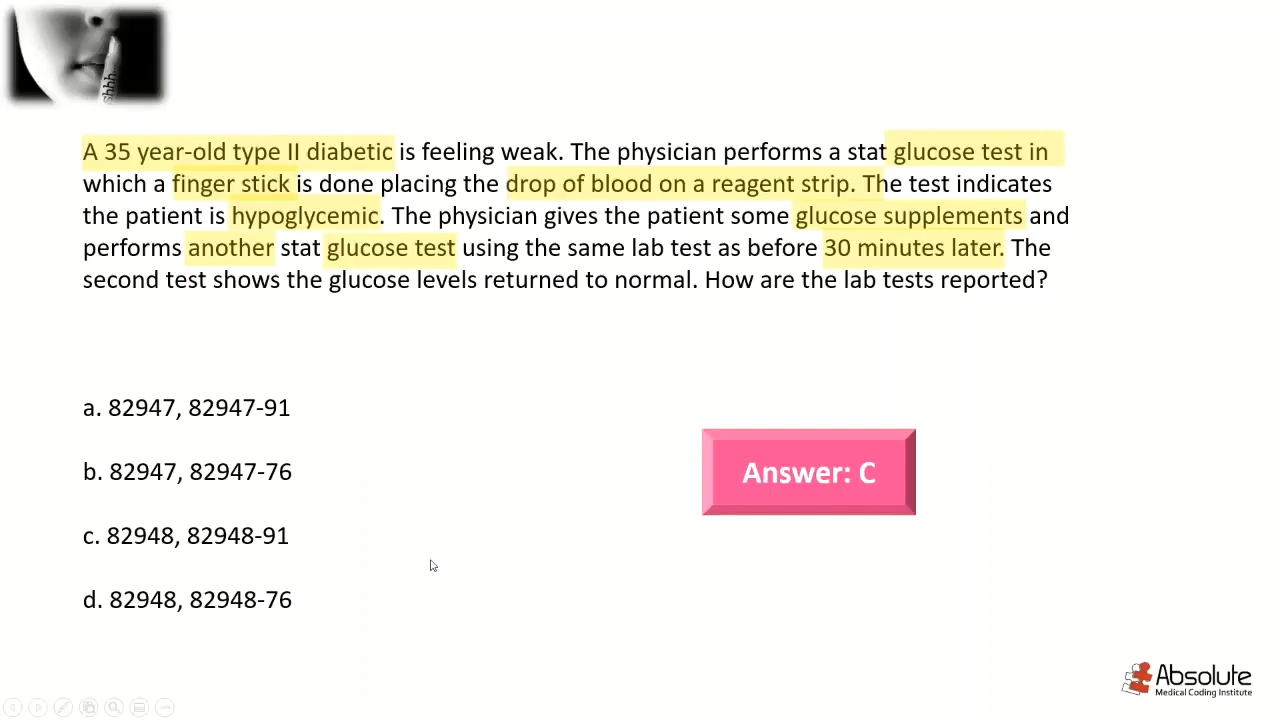 shhh...
A 35 year-old type II diabetic is feeling weak. The physician performs a stat glucose test in
which a finger stick is done placing the drop of blood on a reagent strip. The test indicates
the patient is hypoglycemic. The physician gives the patient some glucose supplements and
performs another stat glucose test using the same lab test as before 30 minutes later. The
second test shows the glucose levels returned to normal. How are the lab tests reported?
a. 82947, 82947-91
b. 82947, 82947-76
Answer: C
c. 82948, 82948-91
d. 82948, 82948-76
Absolute
Medical Coding Institute